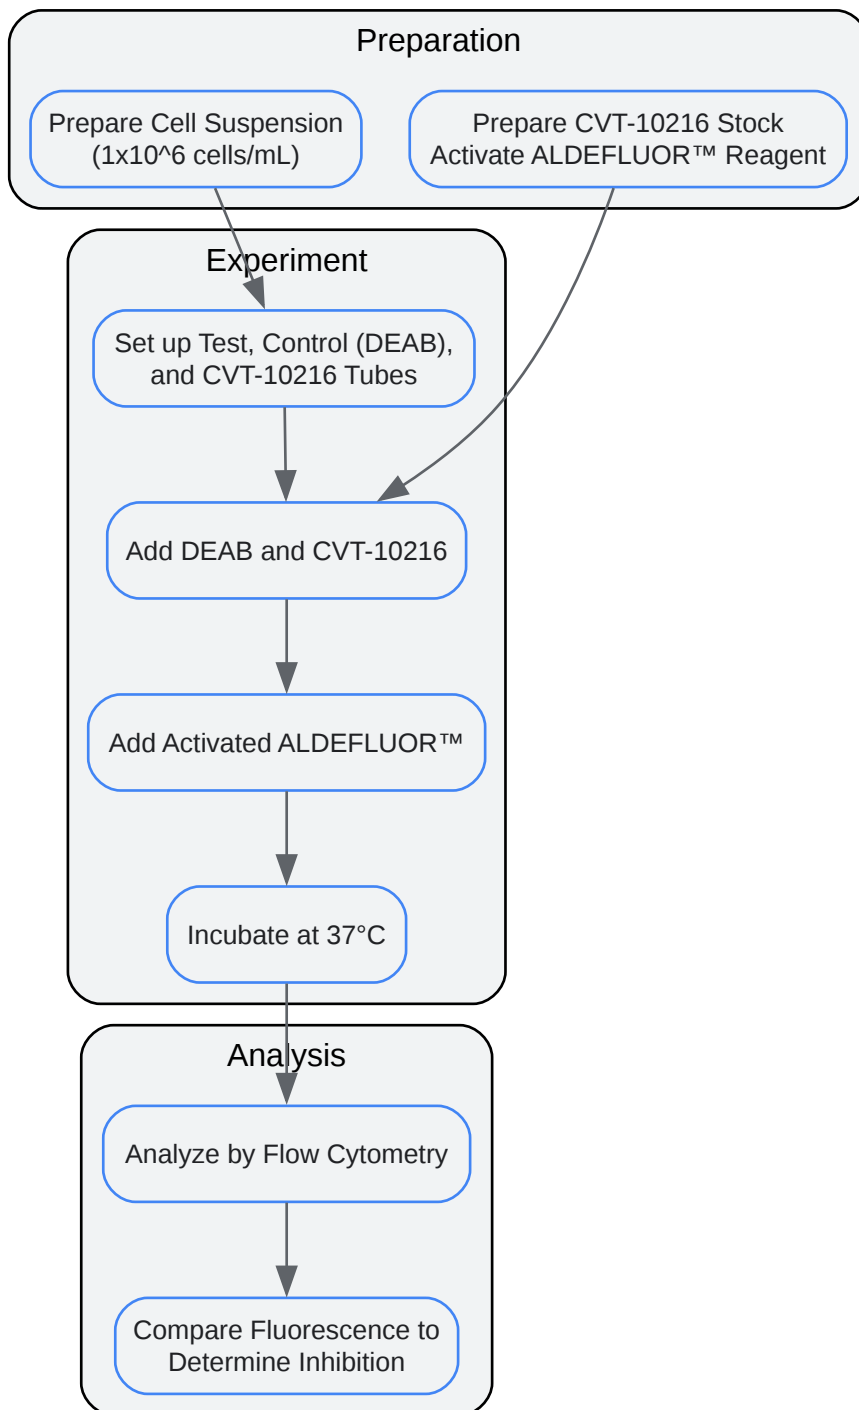 Preparation
Prepare Cell Suspension
(1x10^6 cells/mL)
Prepare CVT-10216 Stock
Activate ALDEFLUOR™ Reagent
Experiment
Set up Test, Control (DEAB),
and CVT-10216 Tubes
Add DEAB and CVT-10216
Add Activated ALDEFLUOR™
Incubate at 37°C
Analysis
Analyze by Flow Cytometry
Compare Fluorescence to
Determine Inhibition